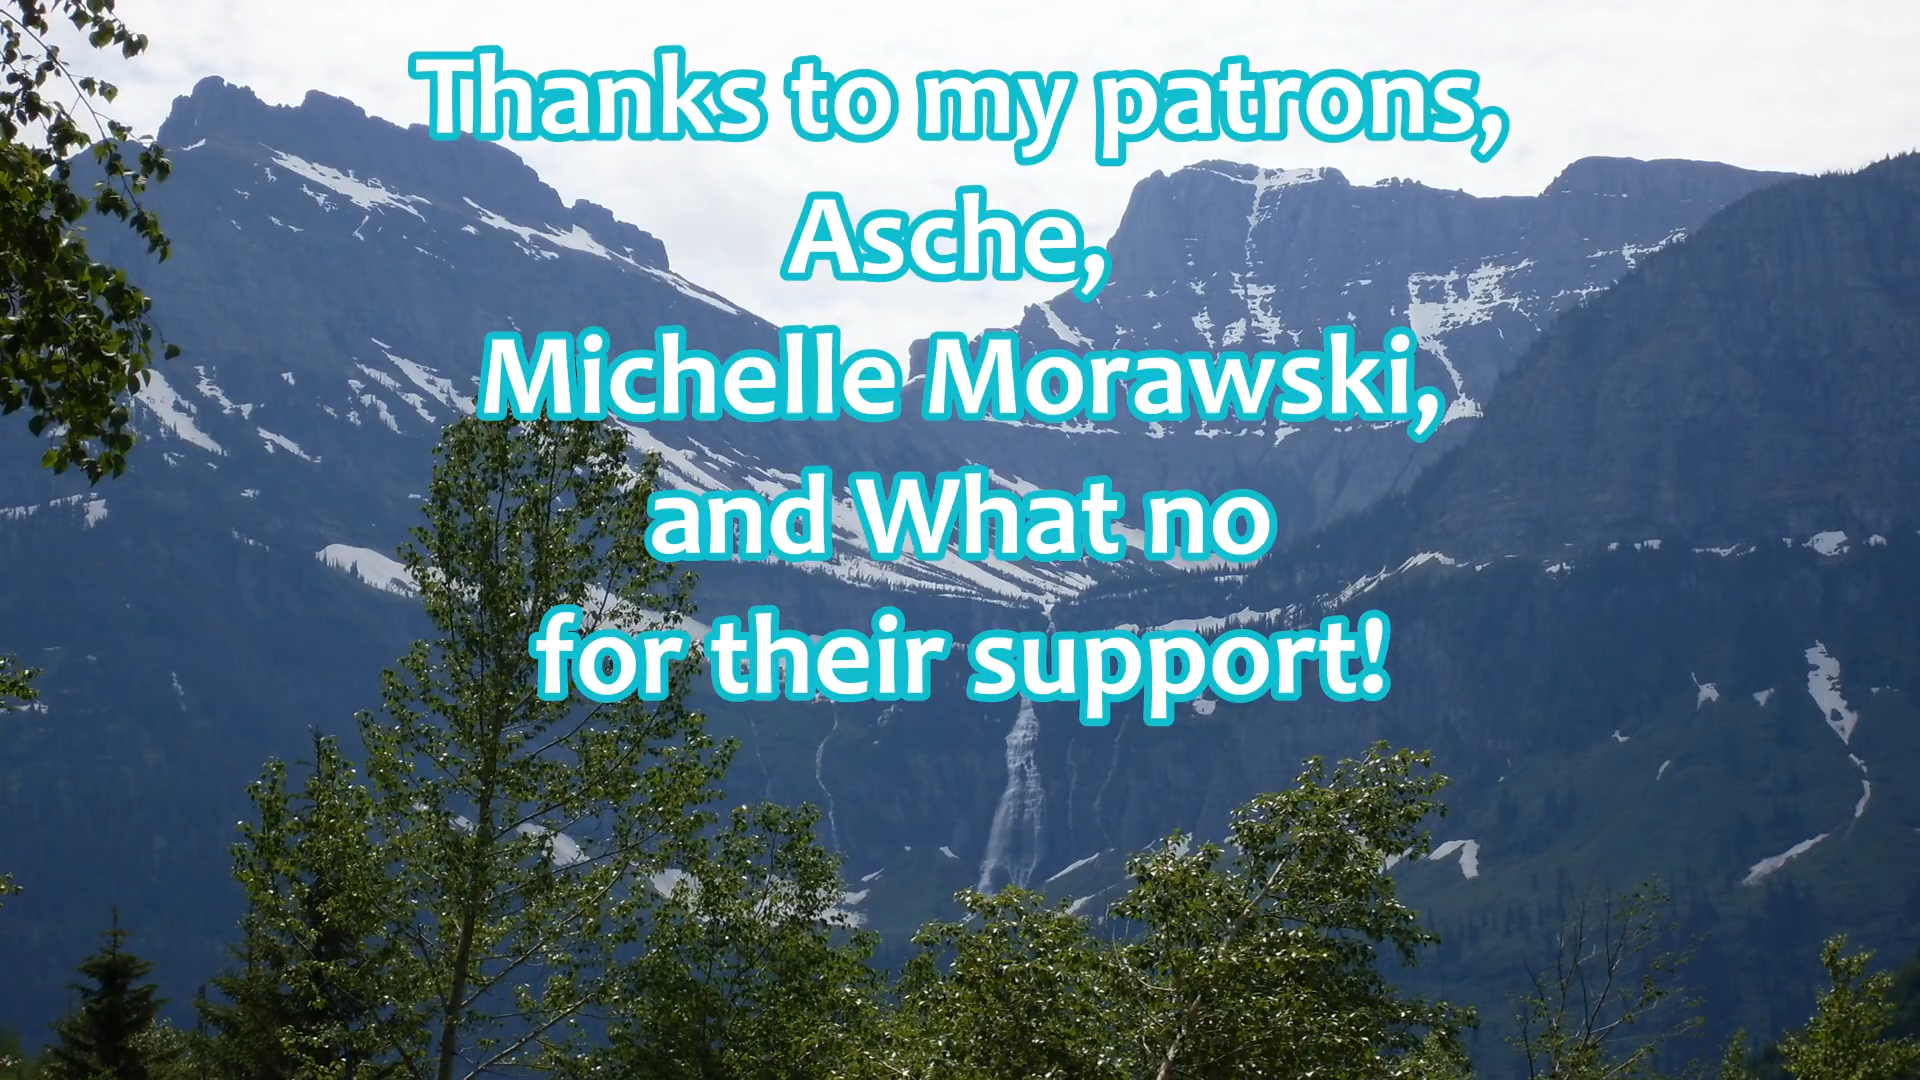 Thanks to my patrons,
Asche,
Michelle Morawski,
and What no
for their support!